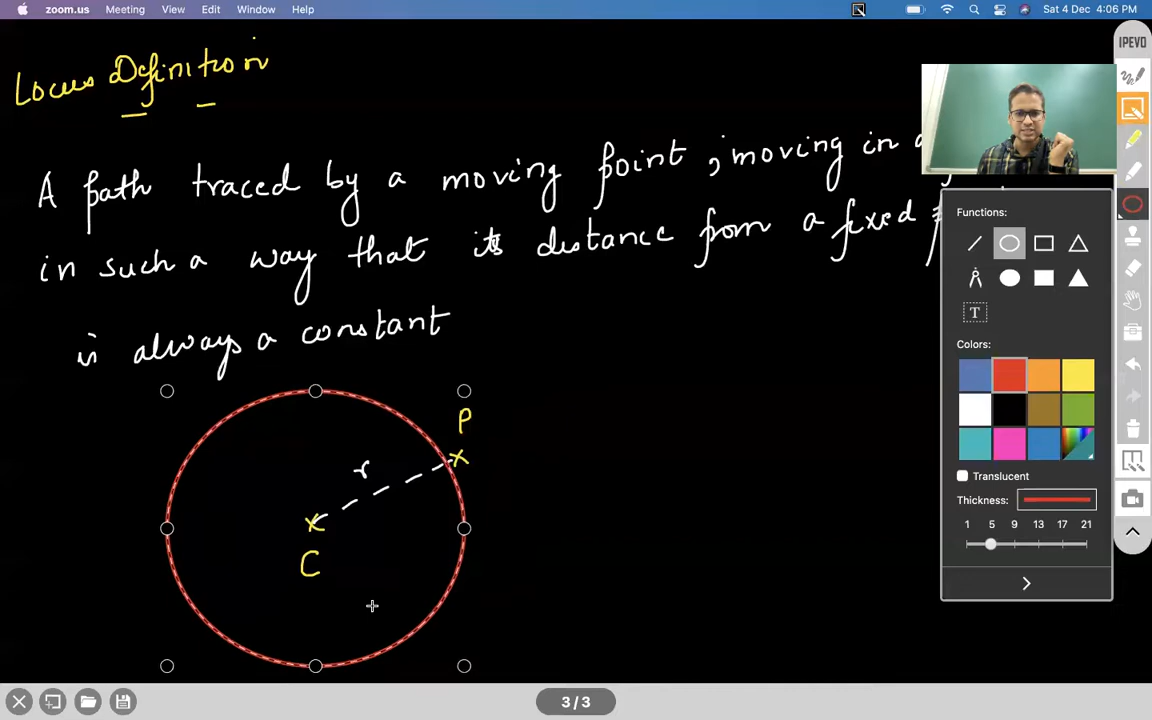 zoom.us Meeting View Edit Window Help Sat 4 Dec 4:06 PM
IPEVO
Locus Definition
A path traced by a moving point, moving in a
in such a way that its distance from a fixed
is always a constant
P
r
C
Functions:
T
Colors:
Translucent
Thickness:
1 5 9 13 17 21
3 / 3